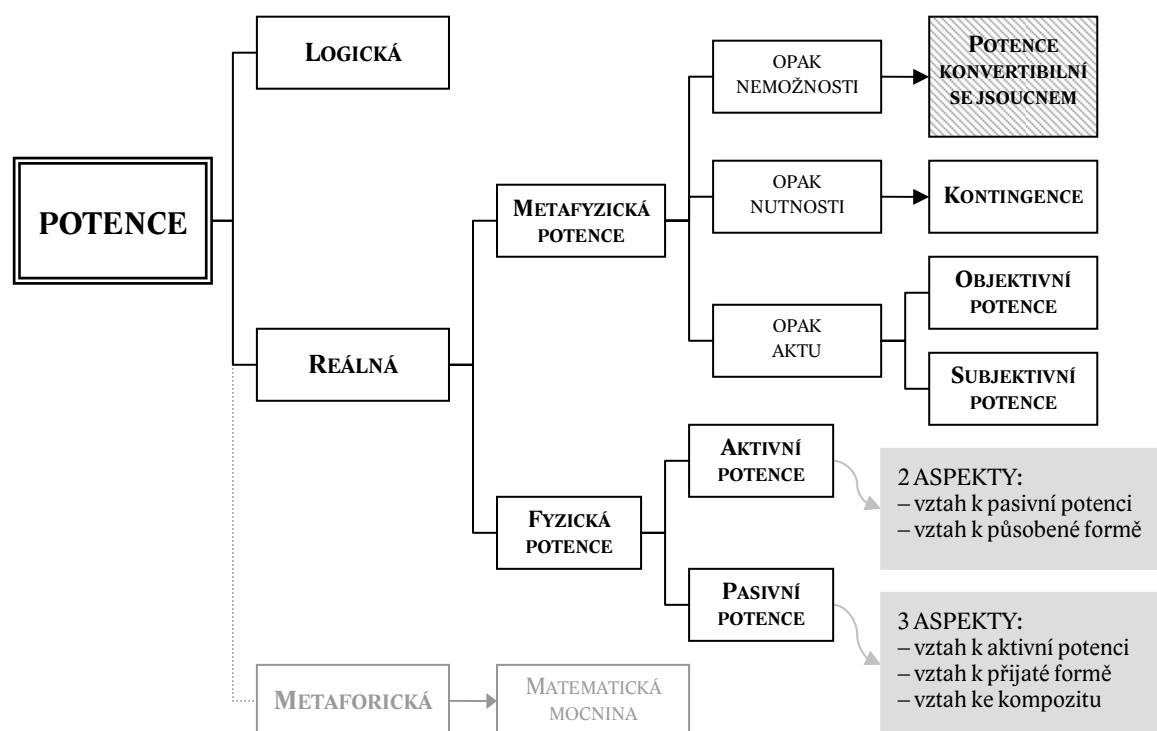 POTENCE
LOGICKÁ
REÁLNÁ
METAFORICKÁ
MATEMATICKÁ
MOCNINA
METAFYZICKÁ
POTENCE
FYZICKÁ
POTENCE
OPAK
NEMOŽNOSTI
POTENCE
KONVERTIBILNÍ
SE JSOUCNEM
OPAK
NUTNOSTI
KONTINGENCE
OPAK
AKTU
OBJEKTIVNÍ
POTENCE
SUBJEKTIVNÍ
POTENCE
AKTIVNÍ
POTENCE
2 ASPEKTY:
– vztah k pasivní potenci
– vztah k působené formě
PASIVNÍ
POTENCE
3 ASPEKTY:
– vztah k aktivní potenci
– vztah k přijaté formě
– vztah ke kompozitu